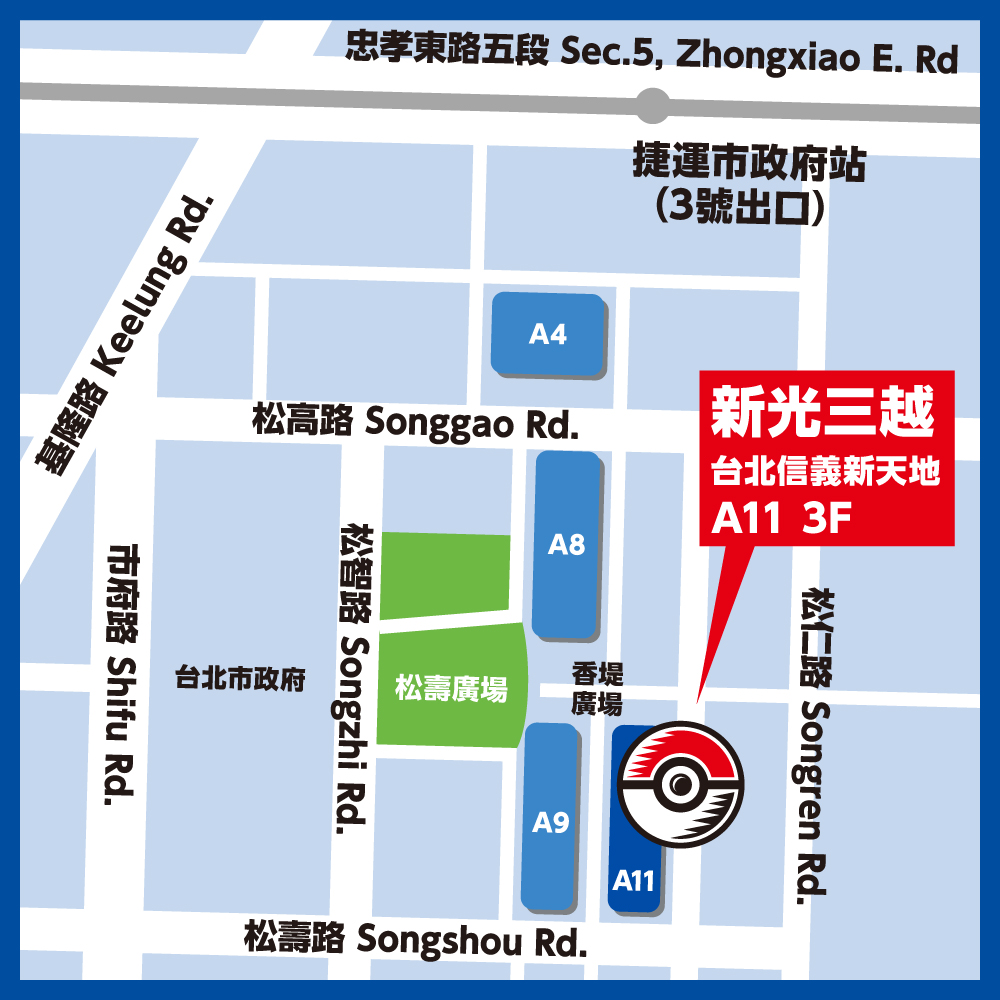 忠孝東路五段 Sec.5, Zhongxiao E. Rd
捷運市政府站
(3號出口)
基隆路 Keelung Rd.
A4
新光三越
台北信義新天地
A11 3F
松高路 Songgao Rd.
A8
市府路 Shifu Rd.
松智路 Songzhi Rd.
松仁路 Songren Rd.
台北市政府
松壽廣場
香堤
廣場
A9
A11
松壽路 Songshou Rd.